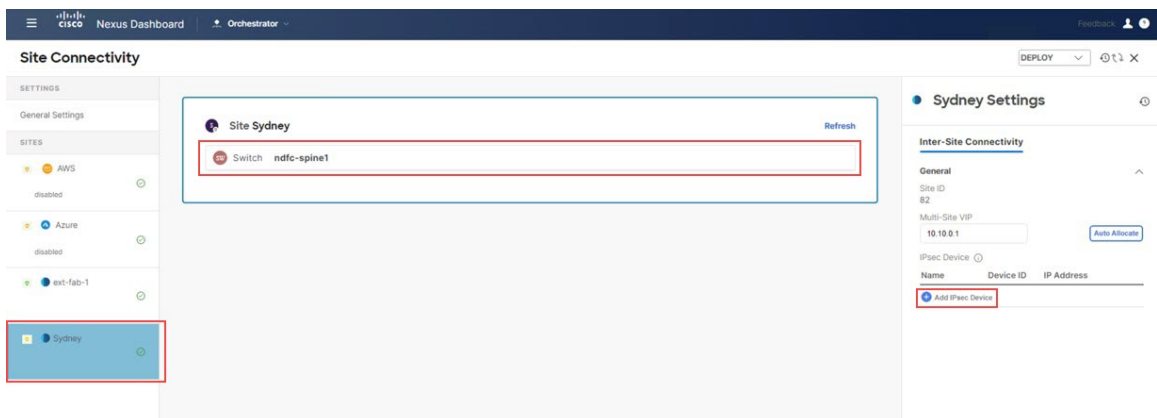 cisco Nexus Dashboard Orchestrator Feedback
Site Connectivity DEPLOY
SETTINGS
General Settings
SITES
AWS
disabled
Azure
disabled
ext-fab-1
Sydney
Site Sydney Refresh
SW Switch ndfc-spine1
Sydney Settings
Inter-Site Connectivity
General
Site ID
82
Multi-Site VIP
10.10.0.1 Auto Allocate
IPsec Device
Name Device ID IP Address
Add IPsec Device